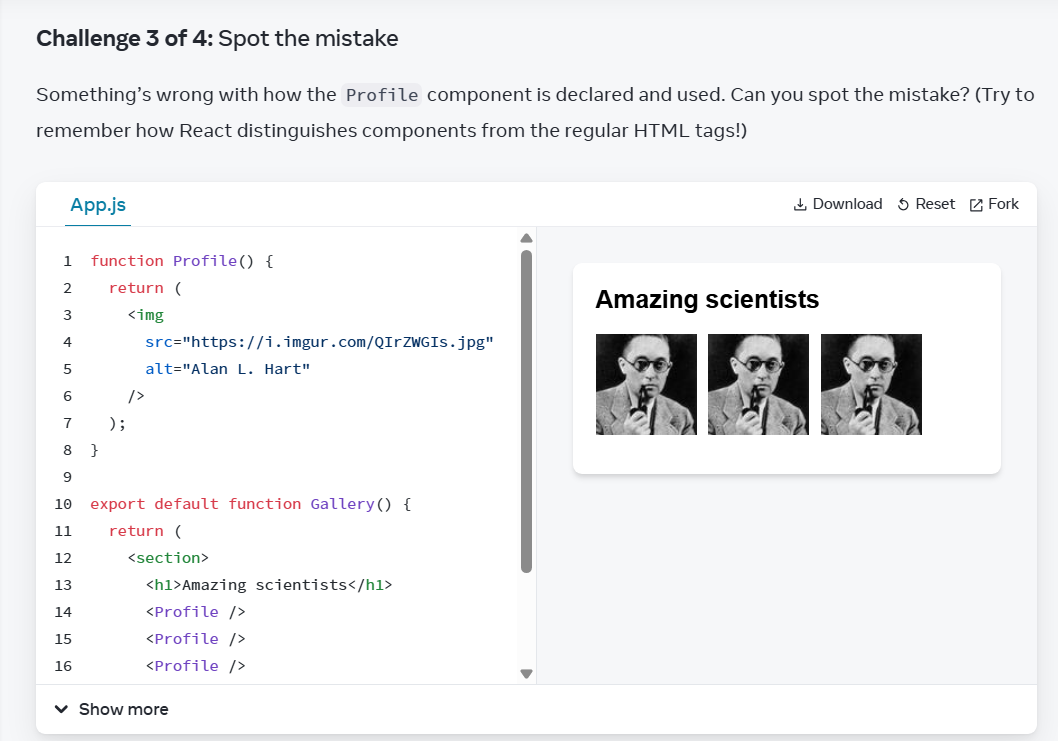 Challenge 3 of 4: Spot the mistake
Something's wrong with how the Profile component is declared and used. Can you spot the mistake? (Try to
remember how React distinguishes components from the regular HTML tags!)
App.js
Download Reset Fork
1 function Profile() {
2 return (
3 <img
4 src="https://i.imgur.com/QIrZWGIs.jpg"
5 alt="Alan L. Hart"
6 />
7 );
8 }
9
10 export default function Gallery() {
11 return (
12 <section>
13 <h1>Amazing scientists</h1>
14 <Profile />
15 <Profile />
16 <Profile />
Amazing scientists
Show more